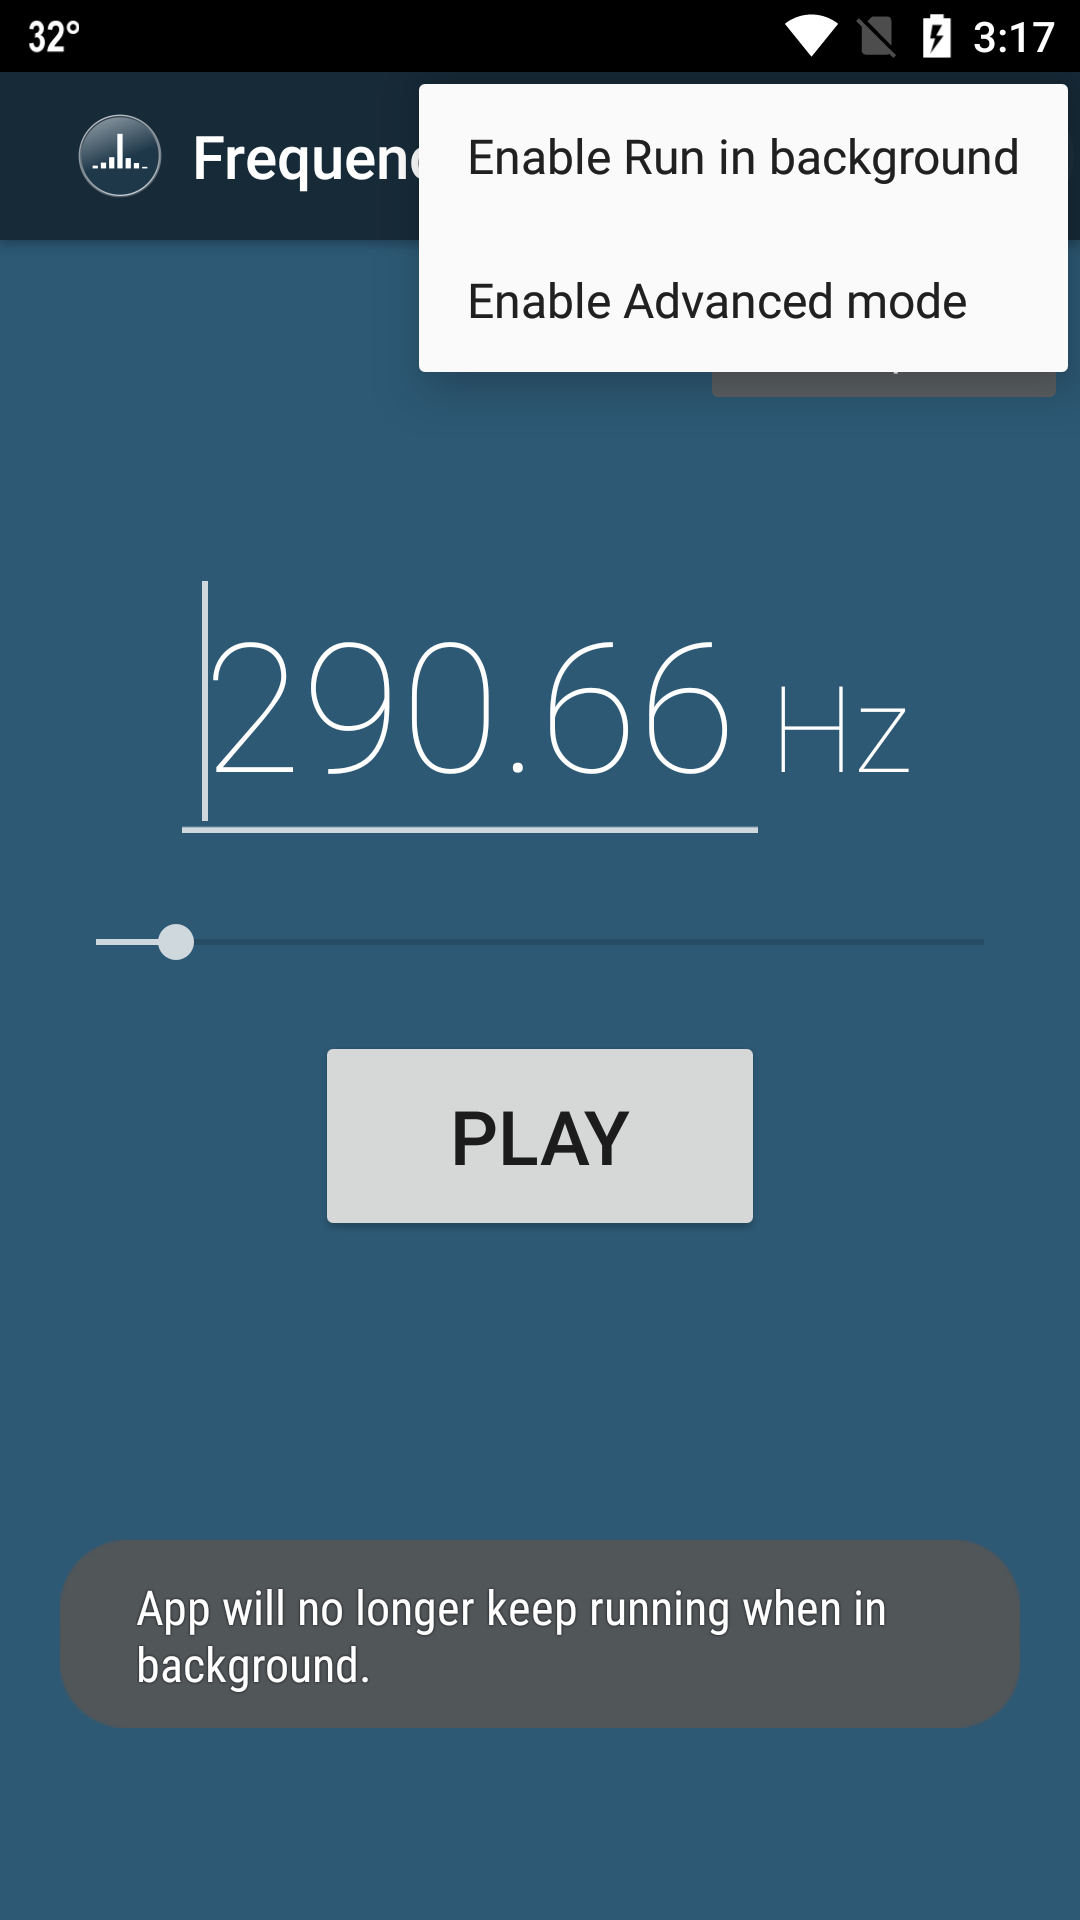 32°
3:17
Frequenc
Enable Run in background
Enable Advanced mode
290.66 Hz
PLAY
App will no longer keep running when in
background.